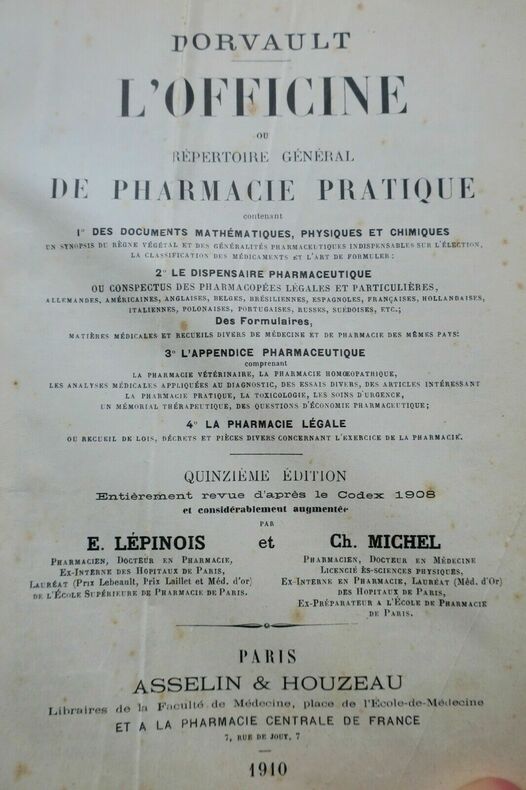 DORVAULT
L'OFFICINE
OU
RÉPERTOIRE GÉNÉRAL
DE PHARMACIE PRATIQUE
contenant
1° DES DOCUMENTS MATHÉMATIQUES, PHYSIQUES ET CHIMIQUES
UN SYNOPSIS DU RÈGNE VÉGÉTAL ET DES GÉNÉRALITÉS PHARMACEUTIQUES INDISPENSABLES SUR L'ÉLECTION,
LA CLASSIFICATION DES MÉDICAMENTS ET L'ART DE FORMULER;
2° LE DISPENSAIRE PHARMACEUTIQUE
OU CONSPECTUS DES PHARMACOPÉES LÉGALES ET PARTICULIÈRES,
ALLEMANDES, AMÉRICAINES, ANGLAISES, BELGES, BRÉSILIENNES, ESPAGNOLES, FRANÇAISES, HOLLANDAISES,
ITALIENNES, POLONAISES, PORTUGAISES, RUSSES, SUÉDOISES, ETC.;
Des Formulaires,
MATIÈRES MÉDICALES ET RECUEILS DIVERS DE MÉDECINE ET DE PHARMACIE DES MÊMES PAYS:
3° L'APPENDICE PHARMACEUTIQUE
comprenant
LA PHARMACIE VÉTÉRINAIRE, LA PHARMACIE HOMŒOPATHIQUE,
LES ANALYSES MÉDICALES APPLIQUÉES AU DIAGNOSTIC, DES ESSAIS DIVERS, DES ARTICLES INTÉRESSANT
LA PHARMACIE PRATIQUE, LA TOXICOLOGIE, LES SOINS D'URGENCE,
UN MÉMORIAL THÉRAPEUTIQUE, DES QUESTIONS D'ÉCONOMIE PHARMACEUTIQUE;
4° LA PHARMACIE LÉGALE
OU RECUEIL DE LOIS, DÉCRETS ET PIÈCES DIVERS CONCERNANT L'EXERCICE DE LA PHARMACIE.
QUINZIÈME ÉDITION
Entièrement revue d'après le Codex 1908
et considérablement augmentée
PAR
E. LÉPINOIS et Ch. MICHEL
PHARMACIEN, DOCTEUR EN PHARMACIE,
EX-INTERNE DES HOPITAUX DE PARIS,
LAURÉAT (PRIX LEBEAULT, PRIX LAILLET ET MÉD. D'OR)
DE L'ÉCOLE SUPÉRIEURE DE PHARMACIE DE PARIS.
PHARMACIEN, DOCTEUR EN MÉDECINE
LICENCIÉ ÈS-SCIENCES PHYSIQUES,
EX-INTERNE EN PHARMACIE, LAURÉAT (MÉD. D'OR)
DES HOPITAUX DE PARIS,
EX-PRÉPARATEUR A L'ÉCOLE DE PHARMACIE
DE PARIS.
PARIS
ASSELIN & HOUZEAU
Libraires de la Faculté de Médecine, place de l'École-de-Médecine
ET A LA PHARMACIE CENTRALE DE FRANCE
7, RUE DE JOUY, 7
1910